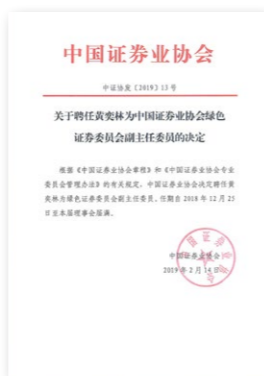 中国证券业协会
中证协发〔2019〕13号
关于聘任黄奕林为中国证券业协会绿色
证券委员会副主任委员的决定
根据《中国证券业协会章程》和《中国证券业协会专业
委员会管理办法》的有关规定，中国证券业协会决定聘任黄
奕林为绿色证券委员会副主任委员，任期自2018年12月25
日至本届理事会届满。
中国证券业协会
2019年2月14日